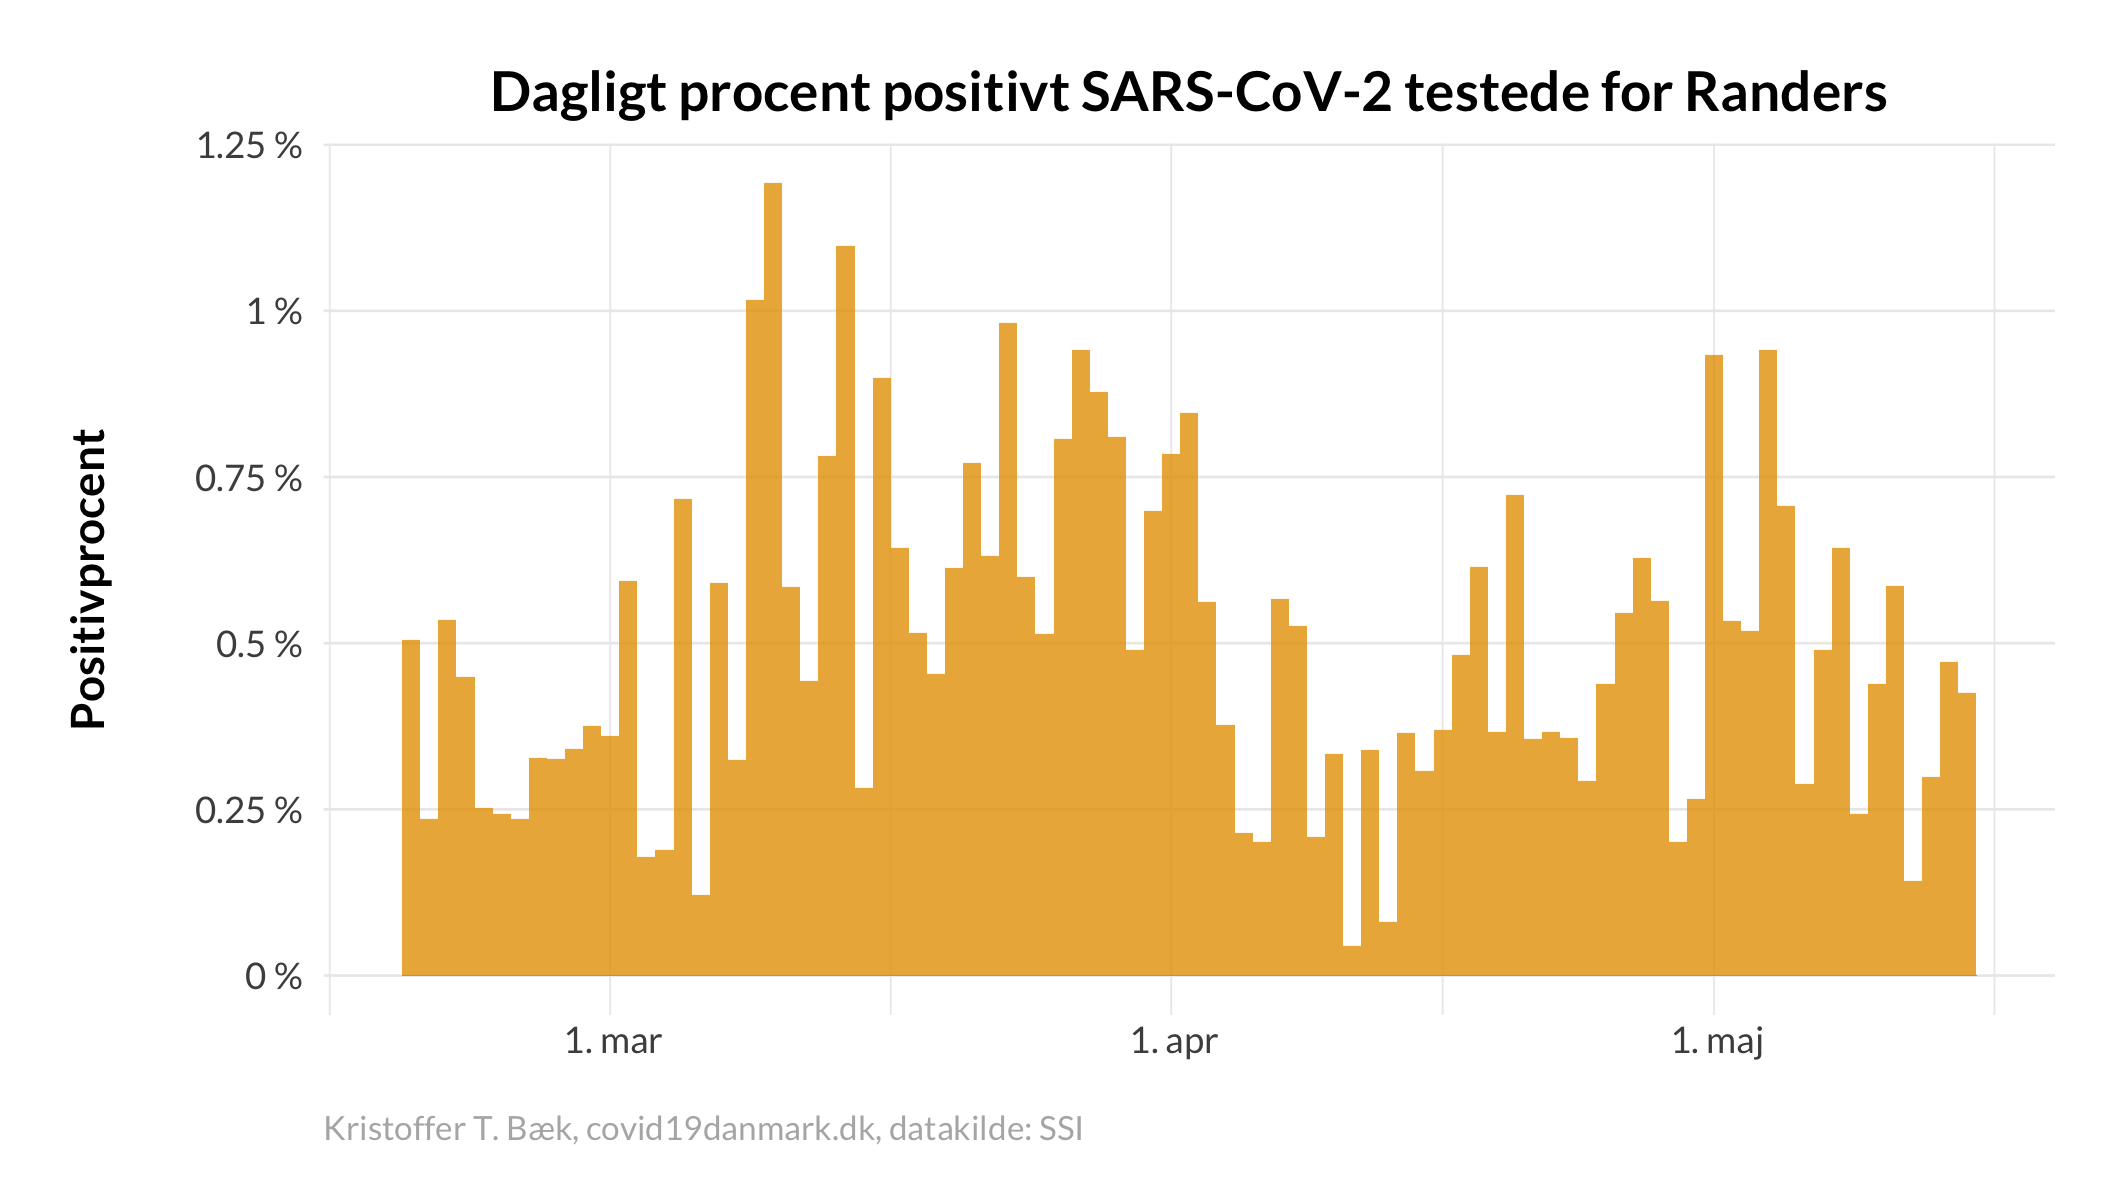 Dagligt procent positivt SARS-CoV-2 testede for Randers
Positivprocent
1.25 %
1 %
0.75 %
0.5 %
0.25 %
0 %
1. mar
1. apr
1. maj
Kristoffer T. Bæk, covid19danmark.dk, datakilde: SSI